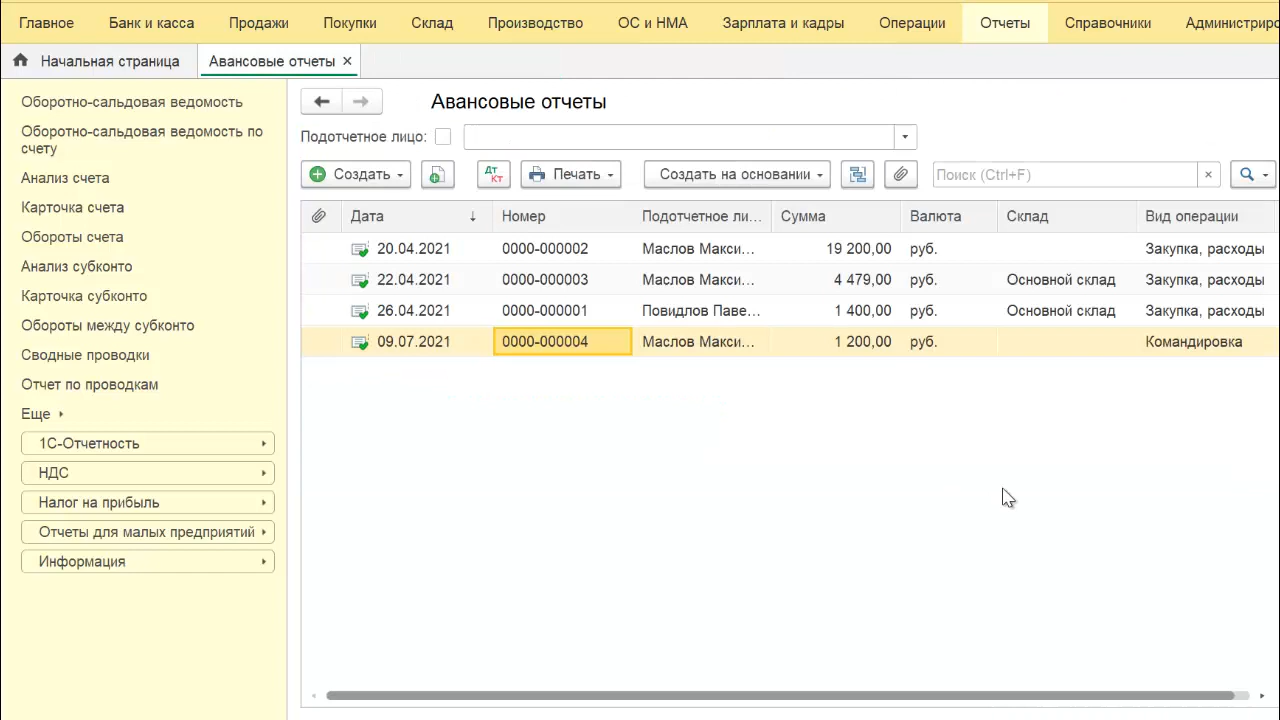 Главное Банк и касса Продажи Покупки Склад Производство ОС и НМА Зарплата и кадры Операции Отчеты Справочники Администриро
Начальная страница Авансовые отчеты ×
Оборотно-сальдовая ведомость
Оборотно-сальдовая ведомость по
счету
Анализ счета
Карточка счета
Обороты счета
Анализ субконто
Карточка субконто
Обороты между субконто
Сводные проводки
Отчет по проводкам
Еще
1С-Отчетность
НДС
Налог на прибыль
Отчеты для малых предприятий
Информация
Авансовые отчеты
Подотчетное лицо:
Создать Дт Кт Печать Создать на основании Поиск (Ctrl+F) ×
Дата ↓ Номер Подотчетное ли... Сумма Валюта Склад Вид операции
20.04.2021 0000-000002 Маслов Макси... 19 200,00 руб. Закупка, расходы
22.04.2021 0000-000003 Маслов Макси... 4 479,00 руб. Основной склад Закупка, расходы
26.04.2021 0000-000001 Повидлов Паве... 1 400,00 руб. Основной склад Закупка, расходы
09.07.2021 0000-000004 Маслов Макси... 1 200,00 руб. Командировка